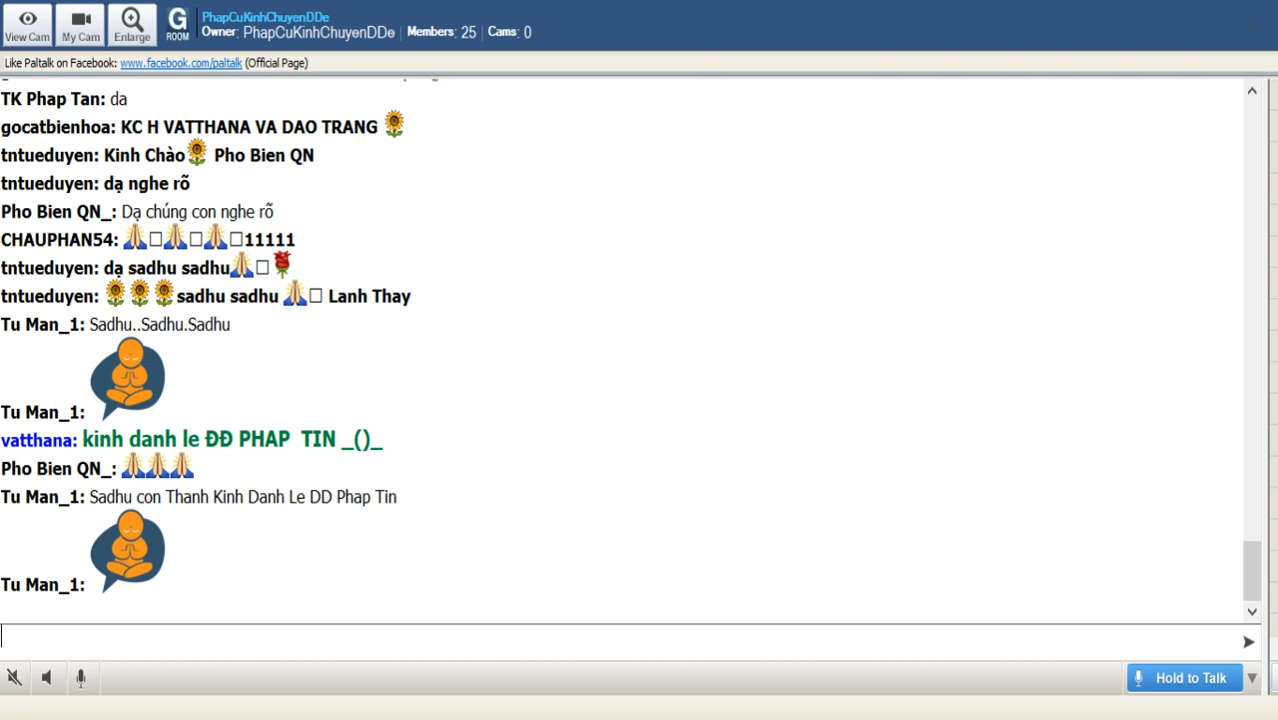 View Cam
My Cam
Enlarge
G
ROOM
PhapCuKinhChuyenDDe
Owner: PhapCuKinhChuyenDDe
Members: 25
Cams: 0
Like Paltalk on Facebook: www.facebook.com/paltalk (Official Page)
TK Phap Tan: da
gocatbienhoa: KC H VATTHANA VA DAO TRANG 🌻
tntueduyen: Kinh Chào🌻 Pho Bien QN
tntueduyen: dạ nghe rõ
Pho Bien QN_: Dạ chúng con nghe rõ
CHAUPHAN54: 🙏□🙏□🙏□11111
tntueduyen: dạ sadhu sadhu🙏□🌹
tntueduyen: 🌻🌻🌻sadhu sadhu 🙏□ Lanh Thay
Tu Man_1: Sadhu..Sadhu.Sadhu
Tu Man_1:
vatthana: kinh danh le ĐĐ PHAP  TIN _()_
Pho Bien QN_: 🙏🙏🙏
Tu Man_1: Sadhu con Thanh Kinh Danh Le DD Phap Tin
Tu Man_1:
Hold to Talk